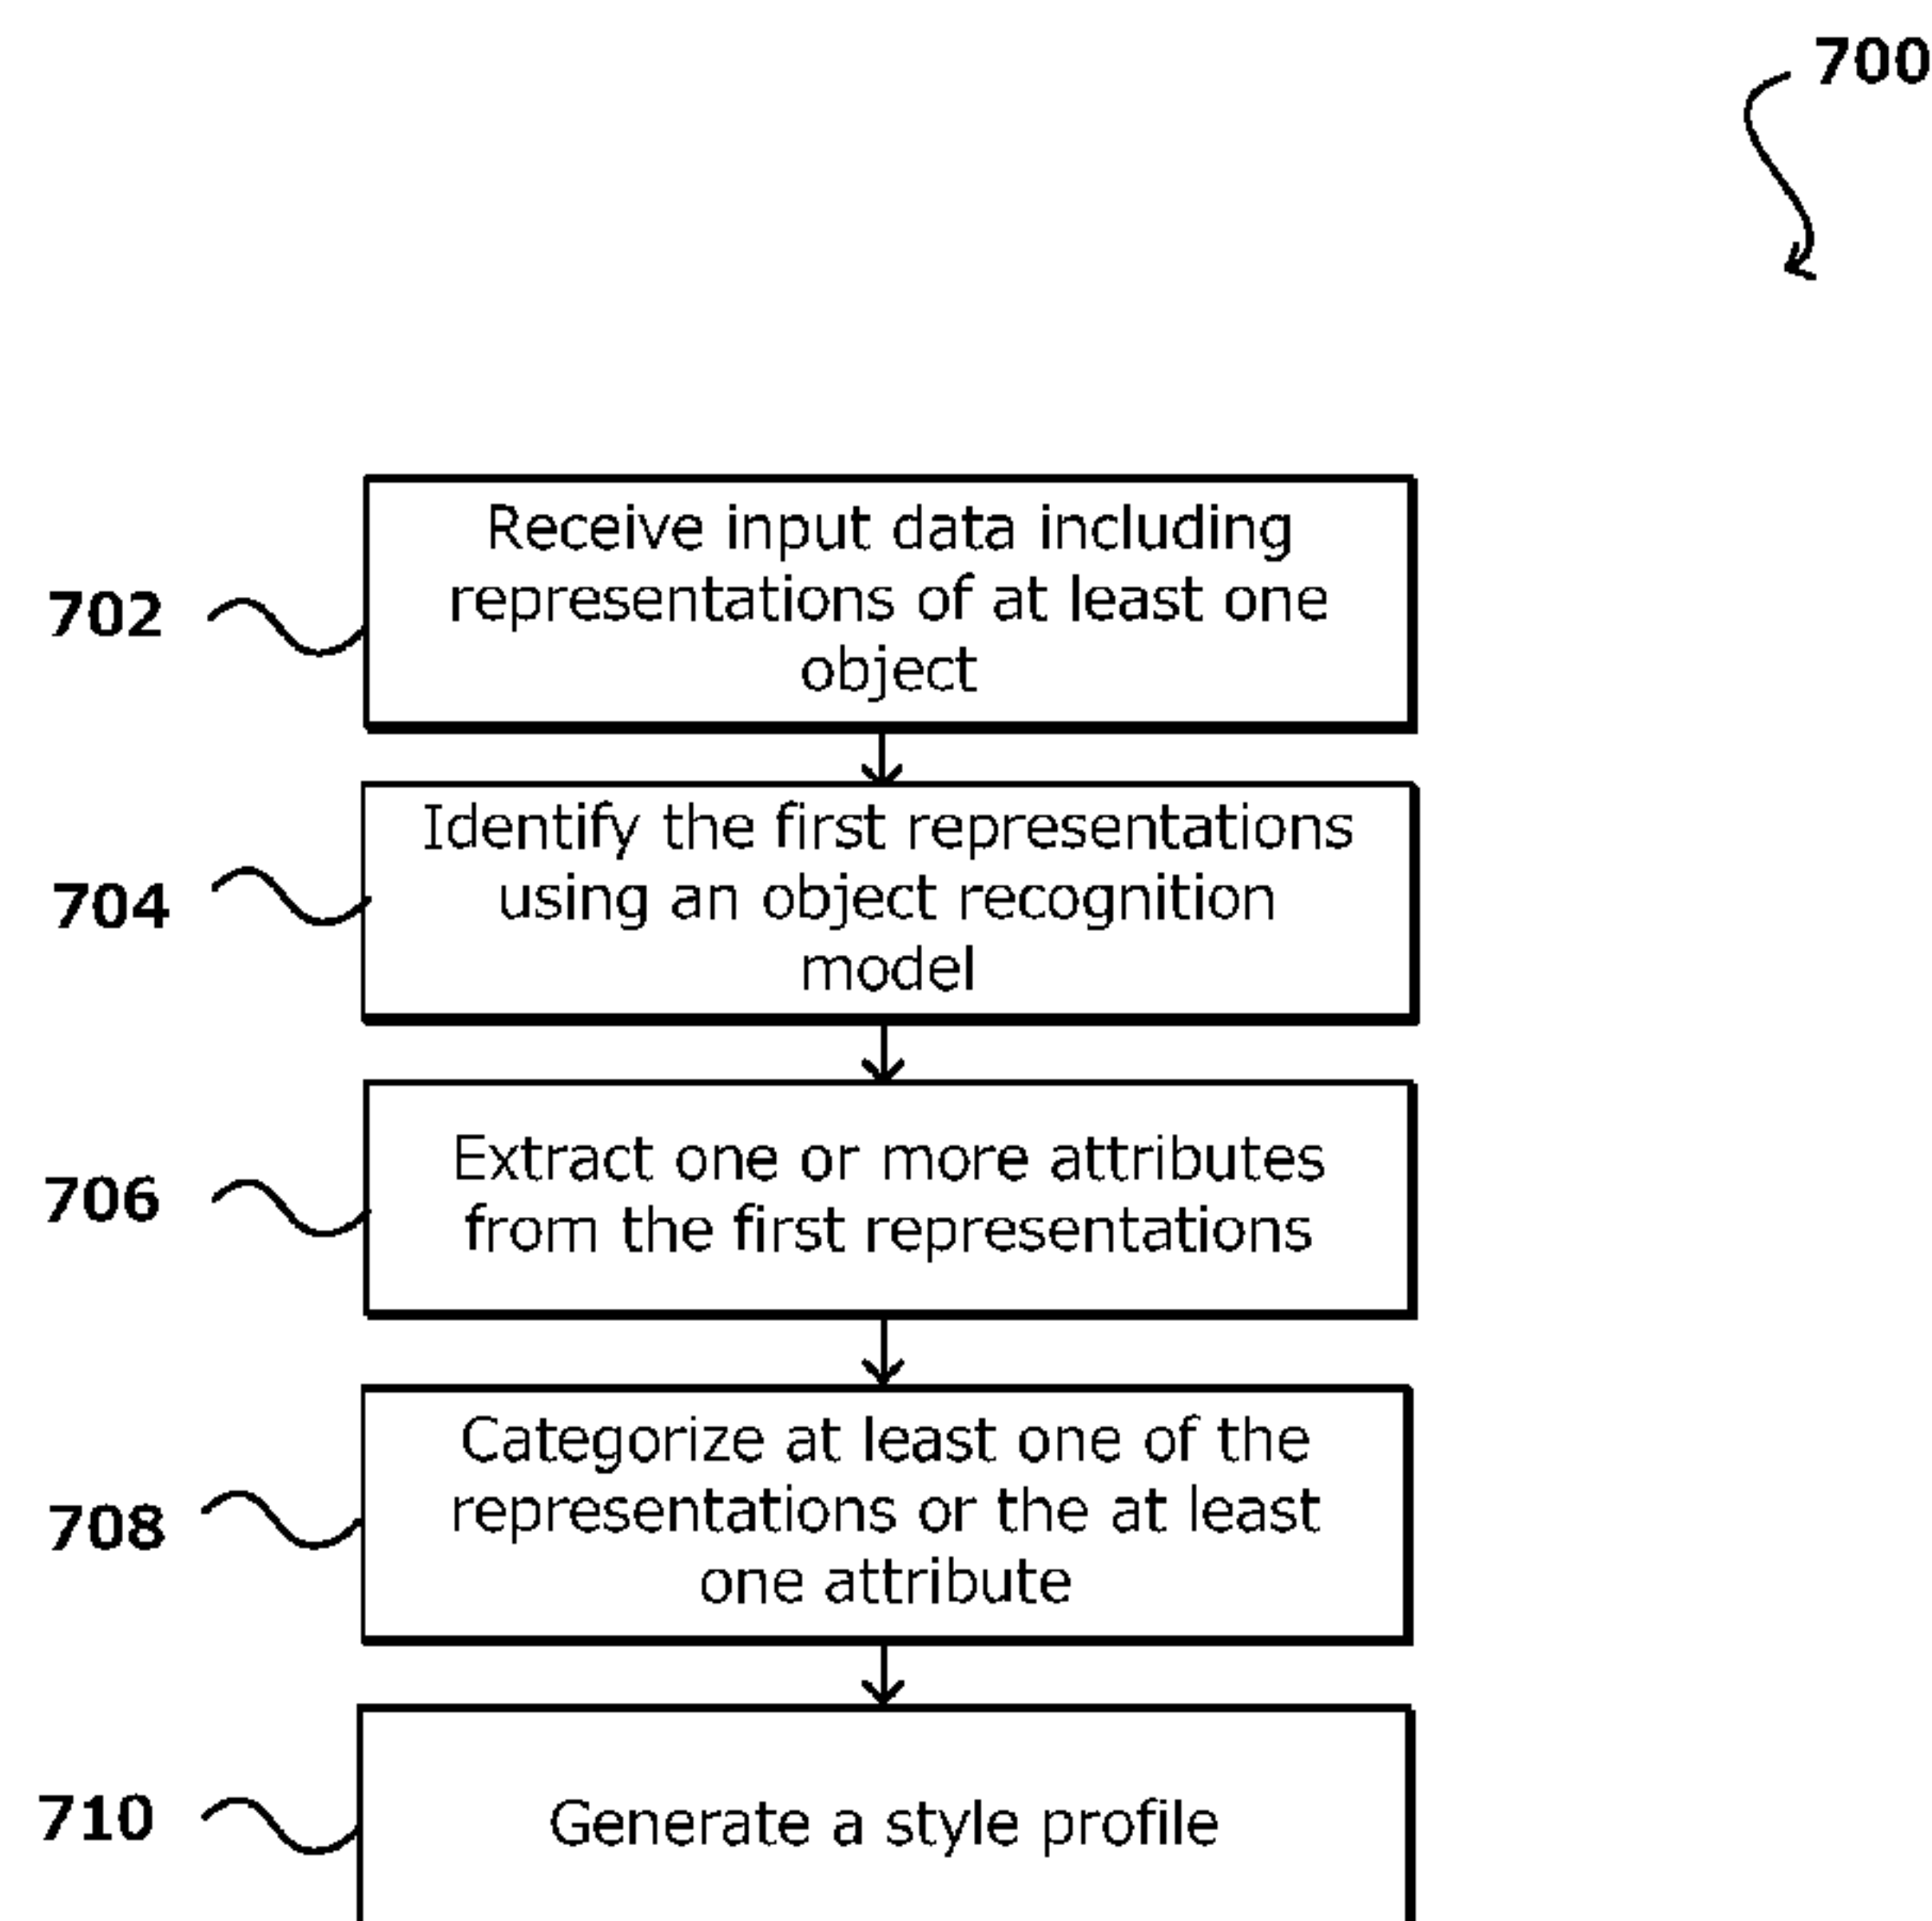 700
Receive input data including
representations of at least one
object
702
Identify the first representations
using an object recognition
model
704
Extract one or more attributes
from the first representations
706
Categorize at least one of the
representations or the at least
one attribute
708
Generate a style profile
710